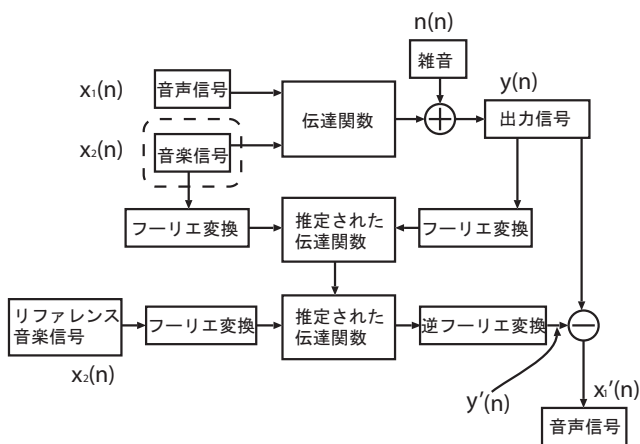 n(n)
雑音
x₁(n)
音声信号
伝達関数
y(n)
出力信号
x₂(n)
音楽信号
フーリエ変換
推定された
伝達関数
フーリエ変換
リファレンス
音楽信号
フーリエ変換
推定された
伝達関数
逆フーリエ変換
x₂(n)
y'(n)
x₁'(n)
音声信号